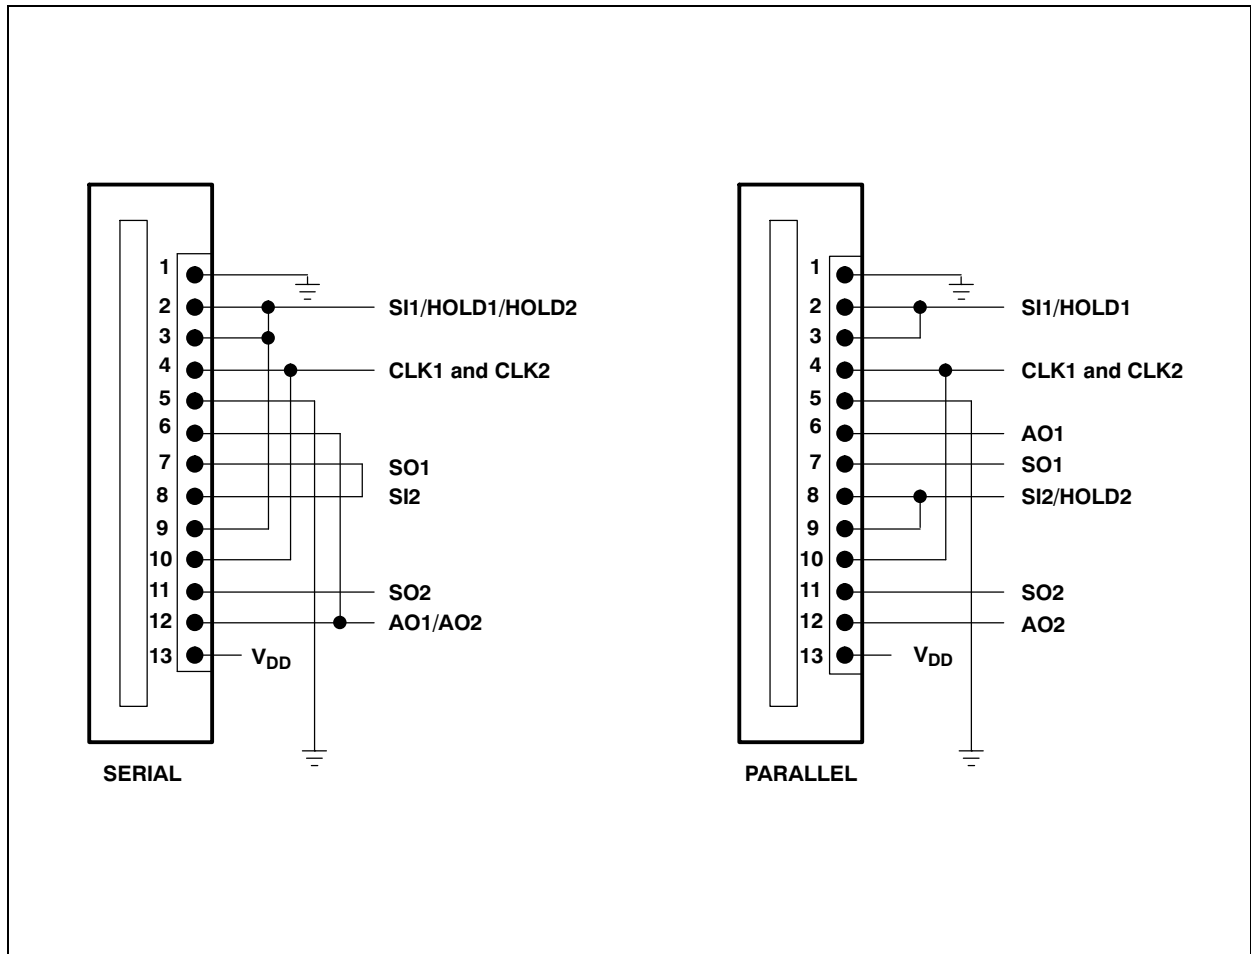 1
2 SI1/HOLD1/HOLD2
3
4 CLK1 and CLK2
5
6
7 SO1
8 SI2
9
10
11 SO2
12 AO1/AO2
13 VDD
SERIAL
1
2 SI1/HOLD1
3
4 CLK1 and CLK2
5
6 AO1
7 SO1
8 SI2/HOLD2
9
10
11 SO2
12 AO2
13 VDD
PARALLEL